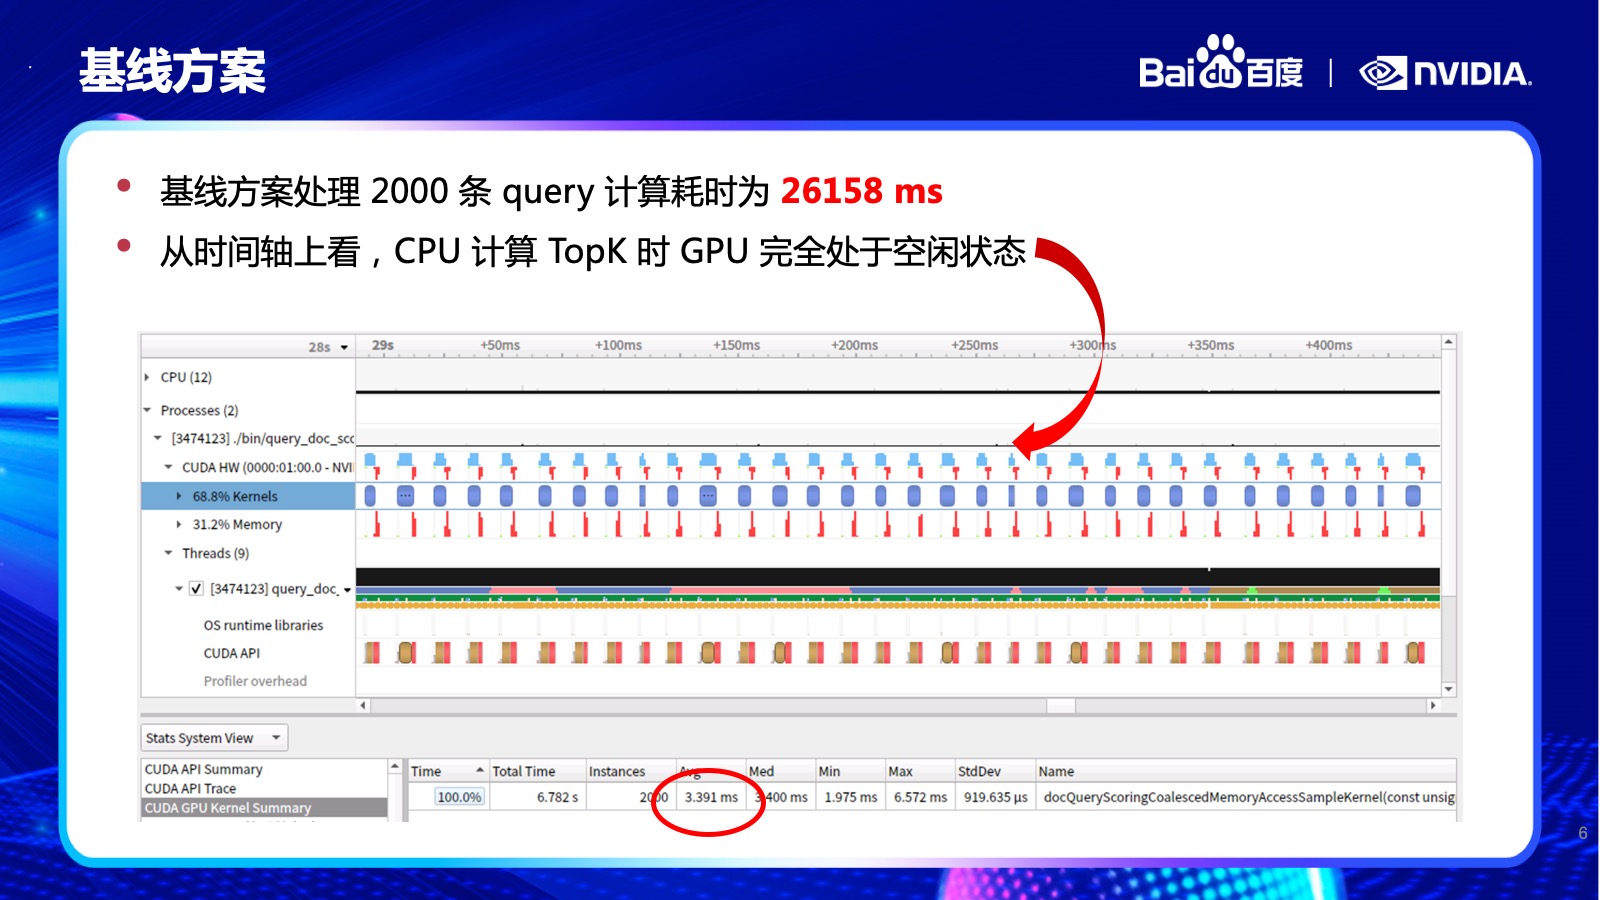 基线方案
Baidu百度 | NVIDIA.
基线方案处理 2000 条 query 计算耗时为 26158 ms
从时间轴上看，CPU 计算 TopK 时 GPU 完全处于空闲状态
28s 29s +50ms +100ms +150ms +200ms +250ms +300ms +350ms +400ms
CPU (12)
Processes (2)
[3474123] ./bin/query_doc_scc
CUDA HW (0000:01:00.0 - NVI
68.8% Kernels
31.2% Memory
Threads (9)
[3474123] query_doc_
OS runtime libraries
CUDA API
Profiler overhead
Stats System View
CUDA API Summary
CUDA API Trace
CUDA GPU Kernel Summary
Time Total Time Instances Avg Med Min Max StdDev Name
100.0% 6.782 s 2000 3.391 ms 3.400 ms 1.975 ms 6.572 ms 919.635 μs docQueryScoringCoalescedMemoryAccessSampleKernel(const unsig
6